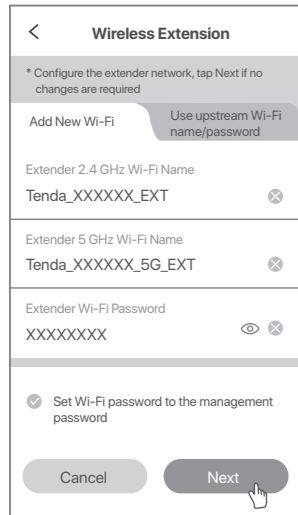 Wireless Extension
* Configure the extender network, tap Next if no
changes are required
Add New Wi-Fi
Use upstream Wi-Fi
name/password
Extender 2.4 GHz Wi-Fi Name
Tenda_XXXXXX_EXT
Extender 5 GHz Wi-Fi Name
Tenda_XXXXXX_5G_EXT
Extender Wi-Fi Password
XXXXXXXX
Set Wi-Fi password to the management
password
Cancel
Next